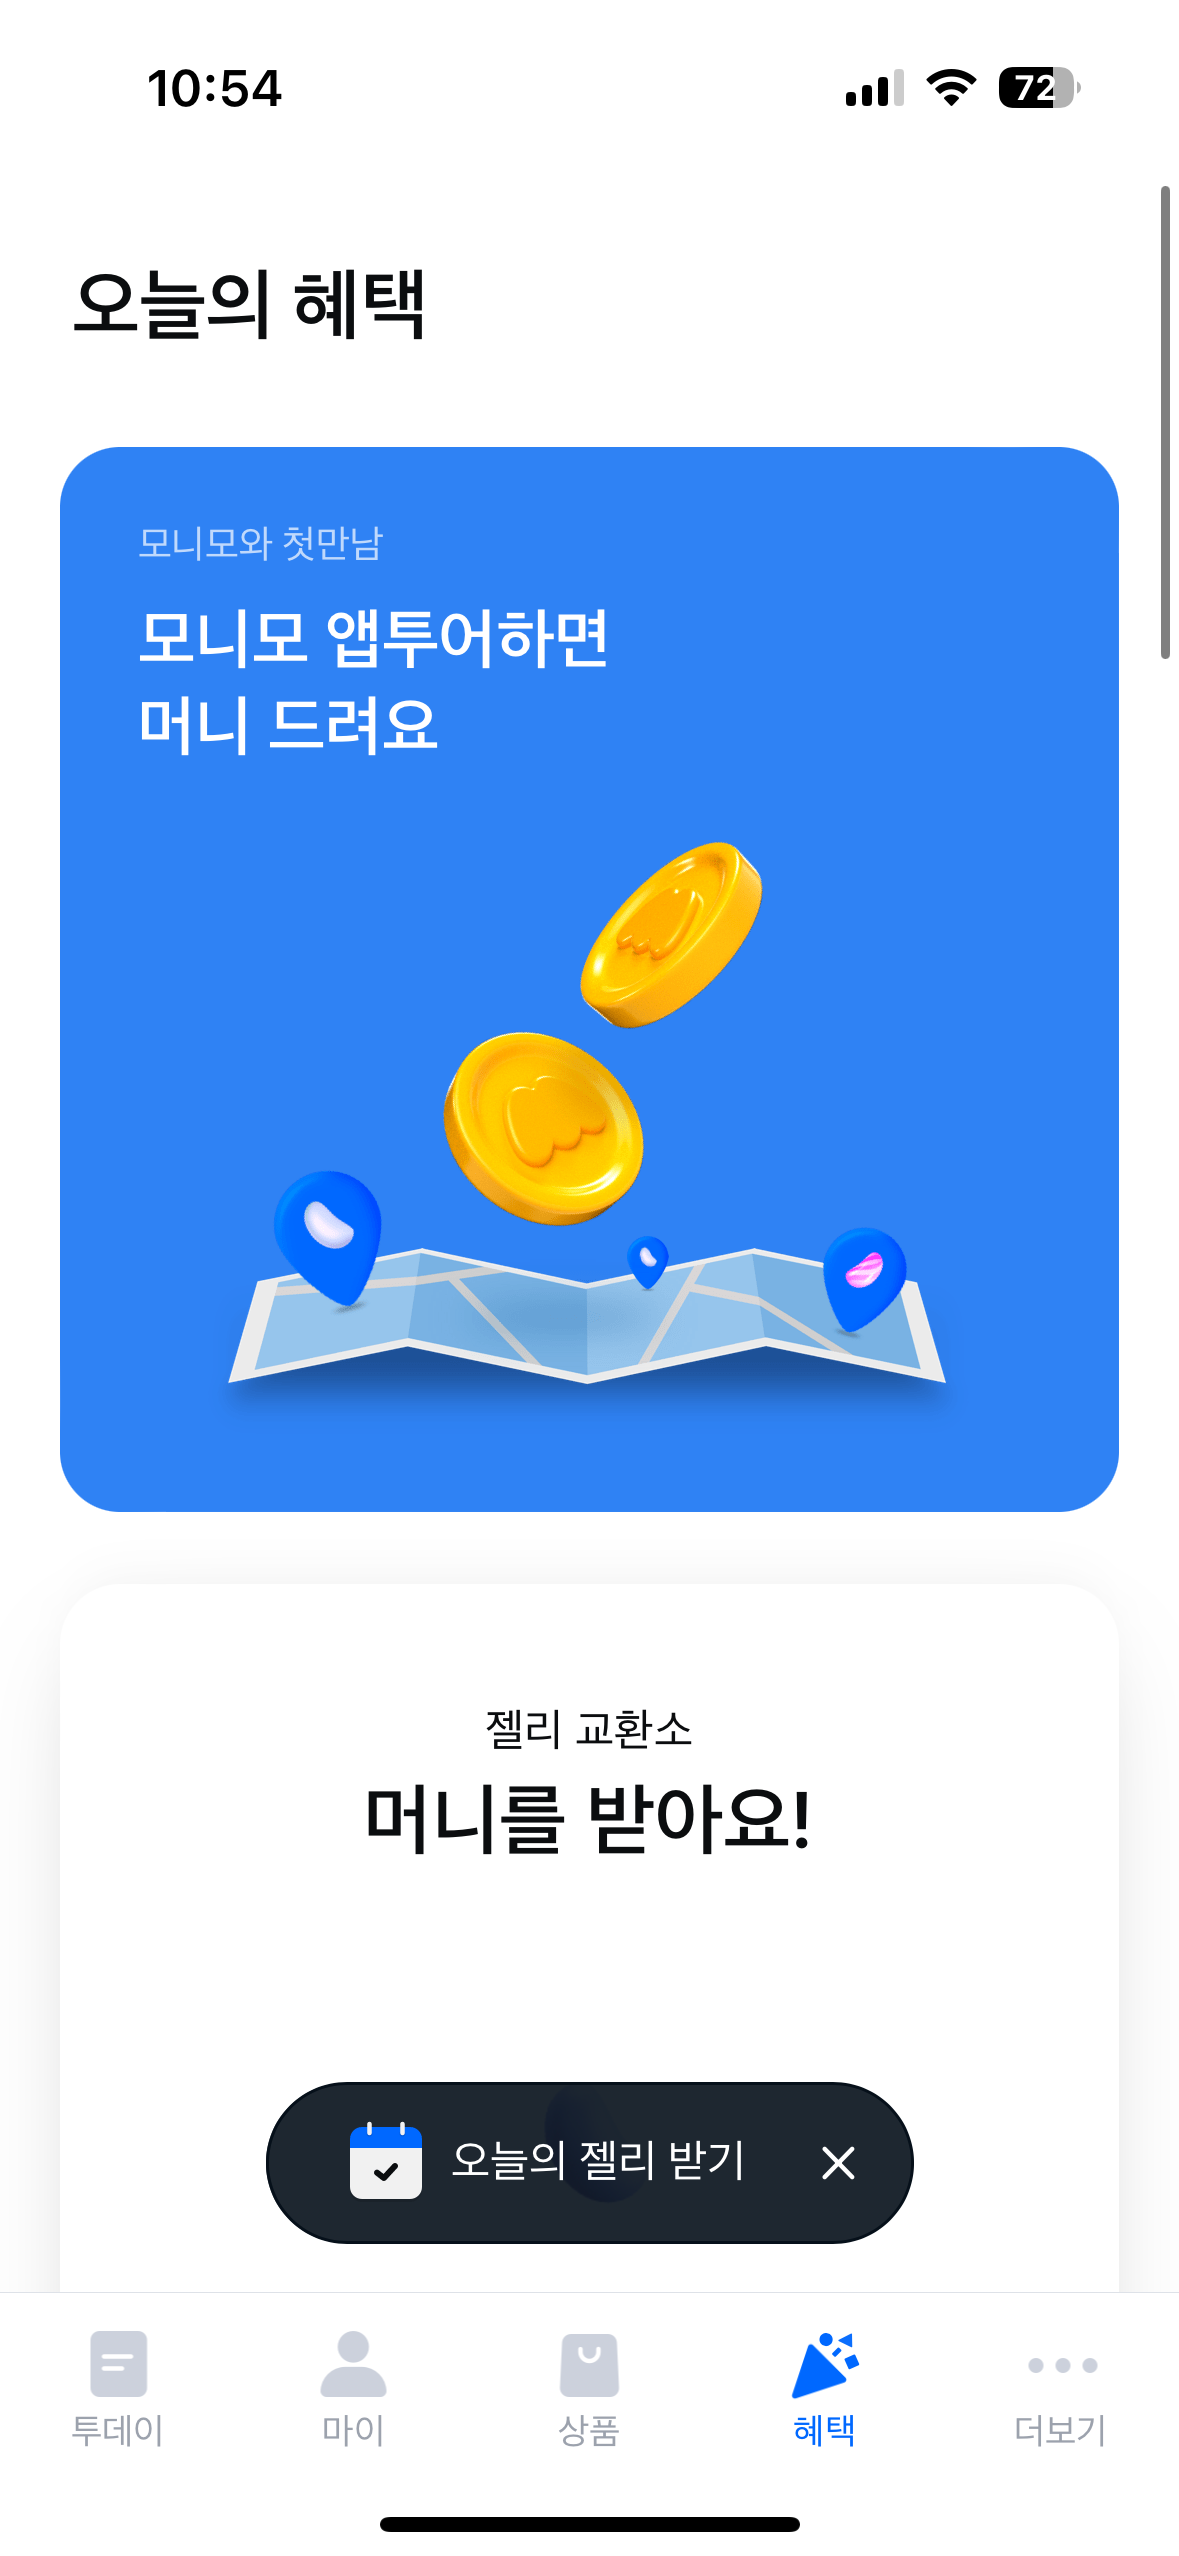 10:54
72
오늘의 혜택
모니모와 첫만남
모니모 앱투어하면
머니 드려요
젤리 교환소
머니를 받아요!
오늘의 젤리 받기
투데이
마이
상품
혜택
더보기